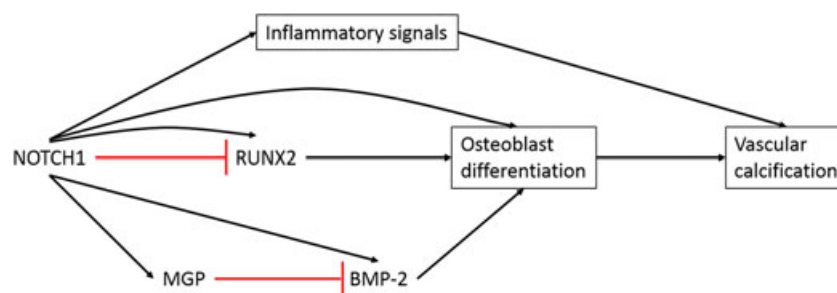 Inflammatory signals
NOTCH1
RUNX2
Osteoblast
differentiation
Vascular
calcification
MGP
BMP-2